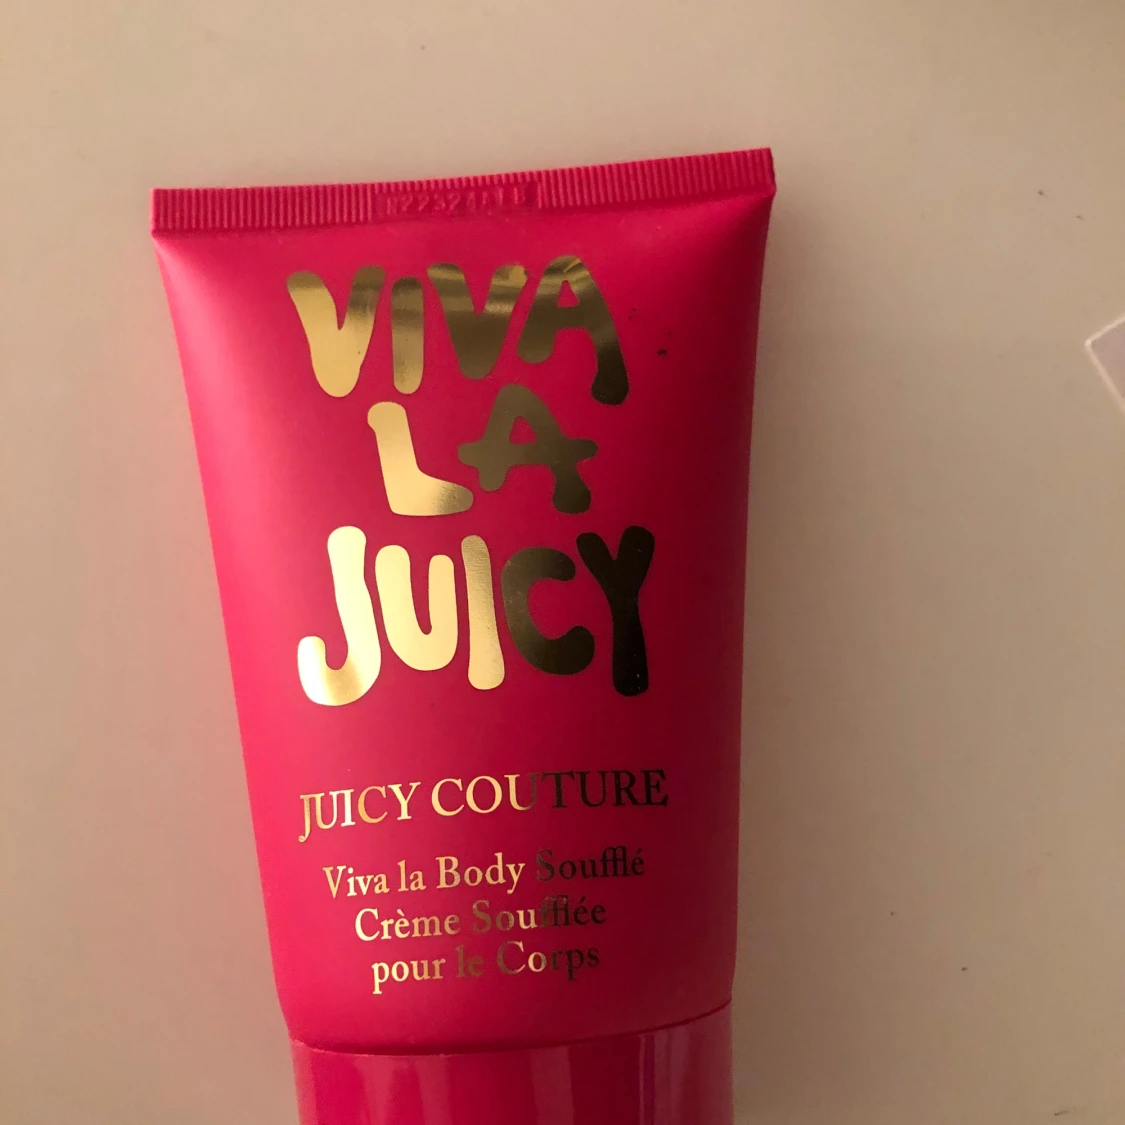 VIVA
LA
JUICY
JUICY COUTURE
Viva la Body Soufflé
Crème Soufflée
pour le Corps